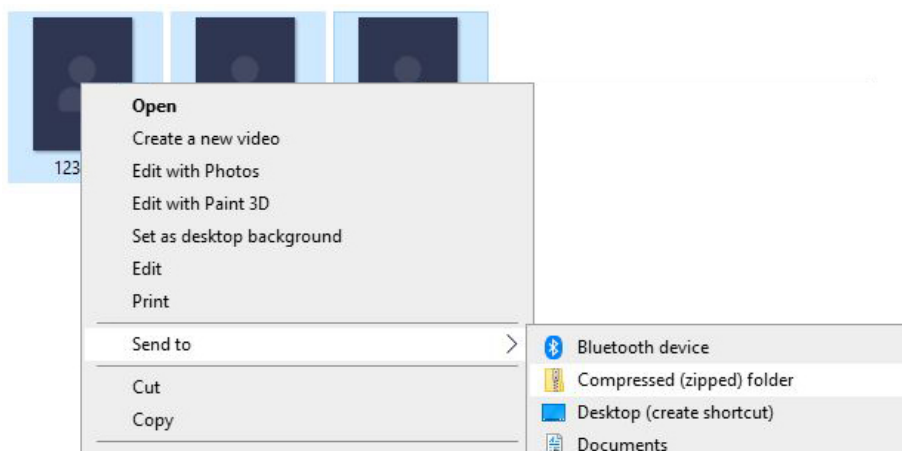 123
Open
Create a new video
Edit with Photos
Edit with Paint 3D
Set as desktop background
Edit
Print
Send to
Cut
Copy
Bluetooth device
Compressed (zipped) folder
Desktop (create shortcut)
Documents